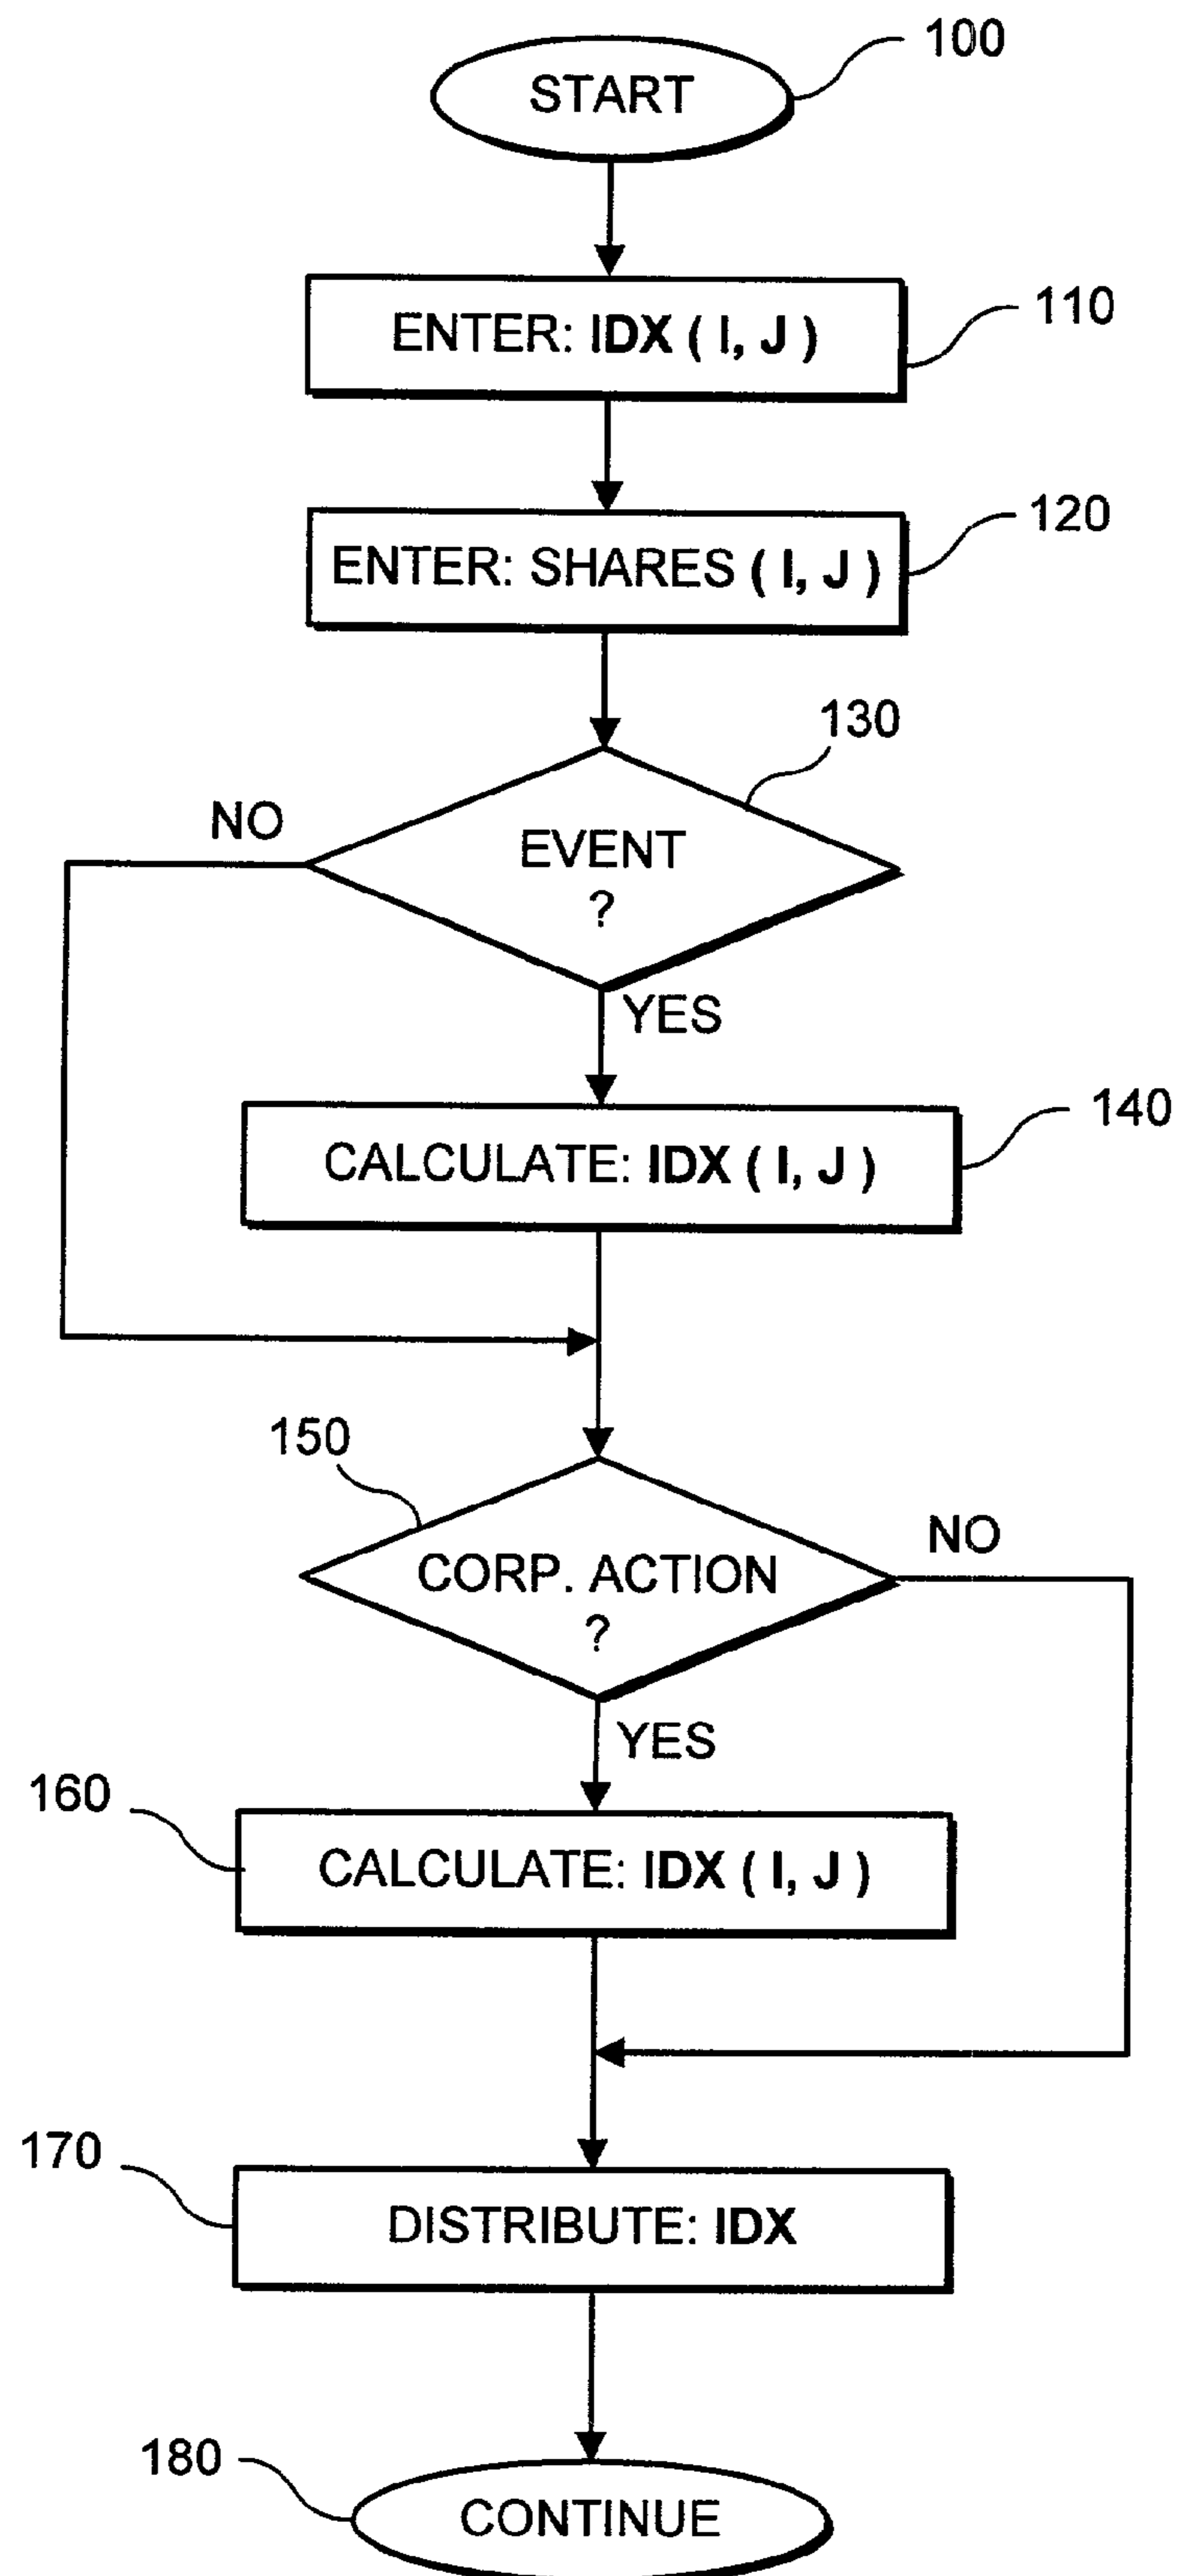 START
100
ENTER: IDX ( I, J )
110
ENTER: SHARES ( I, J )
120
130
NO
EVENT
?
YES
140
CALCULATE: IDX ( I, J )
150
NO
CORP. ACTION
?
YES
160
CALCULATE: IDX ( I, J )
170
DISTRIBUTE: IDX
180
CONTINUE